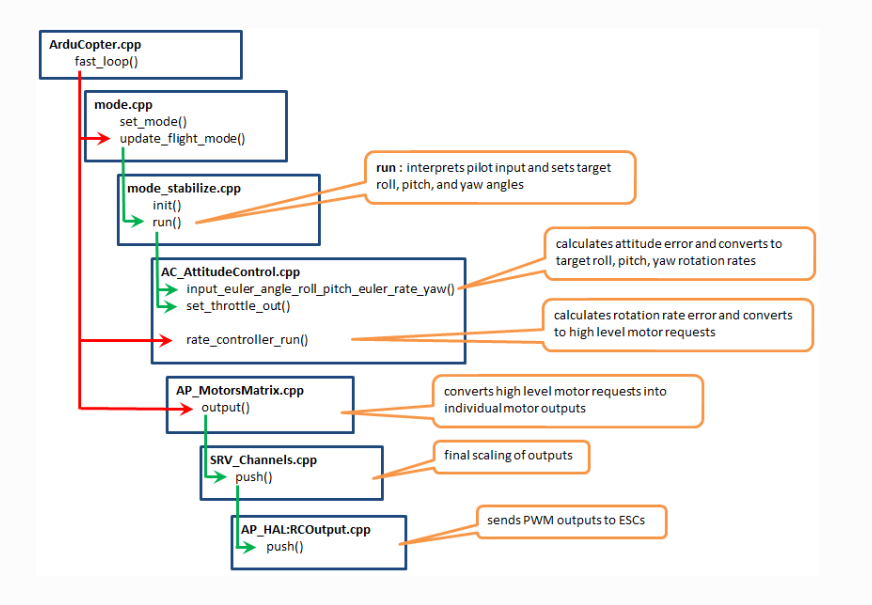 ArduCopter.cpp
fast_loop()
mode.cpp
set_mode()
update_flight_mode()
run : interprets pilot input and sets target
roll, pitch, and yaw angles
mode_stabilize.cpp
init()
run()
calculates attitude error and converts to
target roll, pitch, yaw rotation rates
AC_AttitudeControl.cpp
input_euler_angle_roll_pitch_euler_rate_yaw()
set_throttle_out()
rate_controller_run()
calculates rotation rate error and converts
to high level motor requests
AP_MotorsMatrix.cpp
output()
converts high level motor requests into
individual motor outputs
SRV_Channels.cpp
push()
final scaling of outputs
AP_HAL:RCOutput.cpp
push()
sends PWM outputs to ESCs